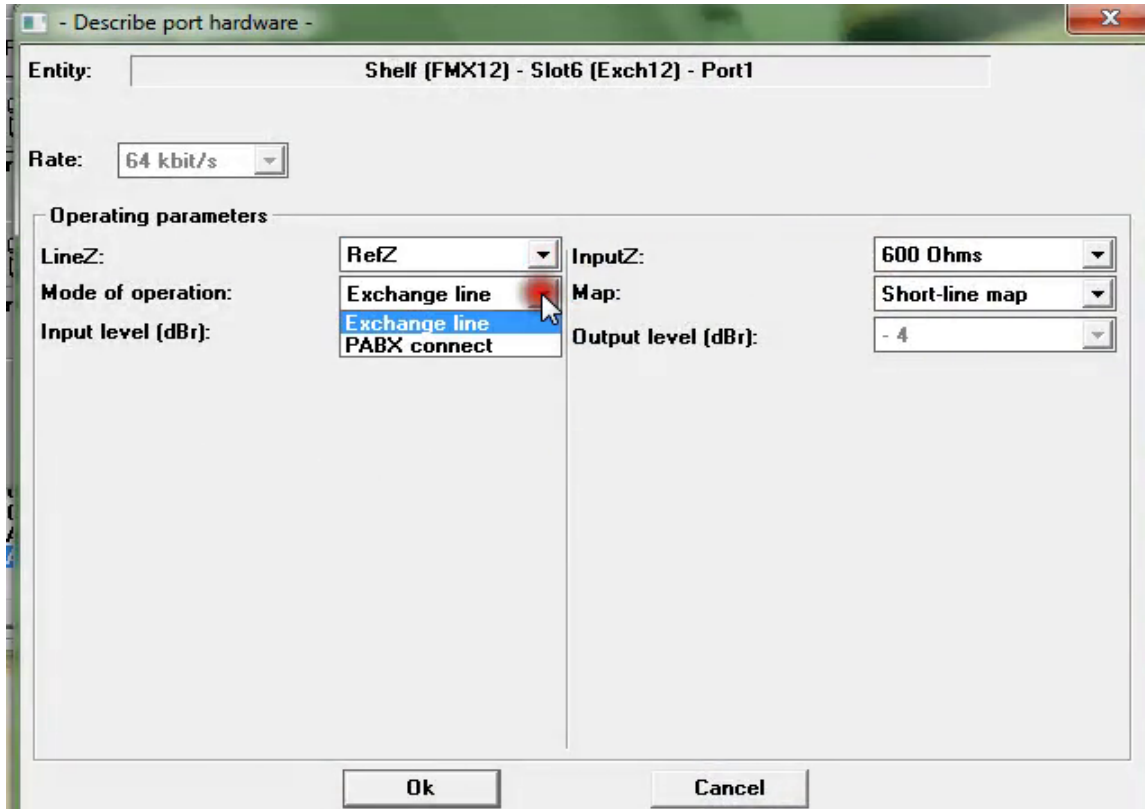 - Describe port hardware -
Entity: Shelf (FMX12) - Slot6 (Exch12) - Port1
Rate: 64 kbit/s
Operating parameters
LineZ: RefZ InputZ: 600 Ohms
Mode of operation: Exchange line Map: Short-line map
Exchange line
Input level (dBr): PABX connect Output level (dBr): - 4
Ok Cancel